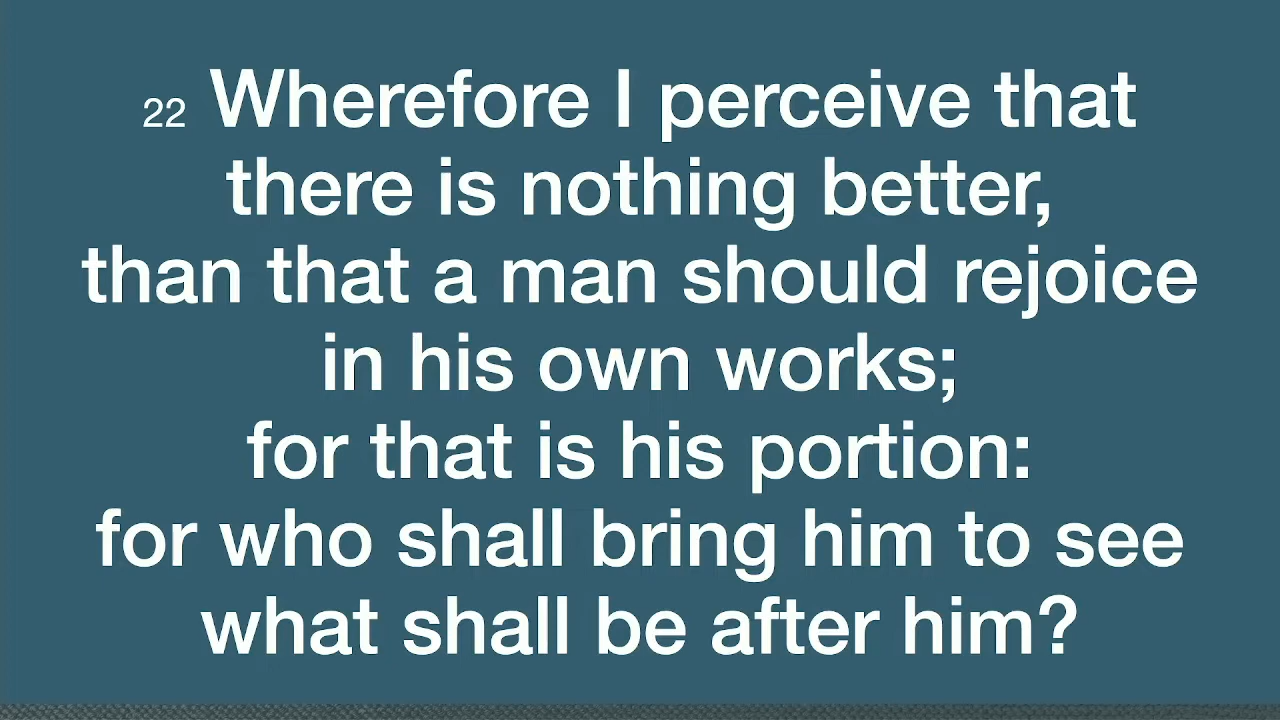 22 Wherefore I perceive that
there is nothing better,
than that a man should rejoice
in his own works;
for that is his portion:
for who shall bring him to see
what shall be after him?